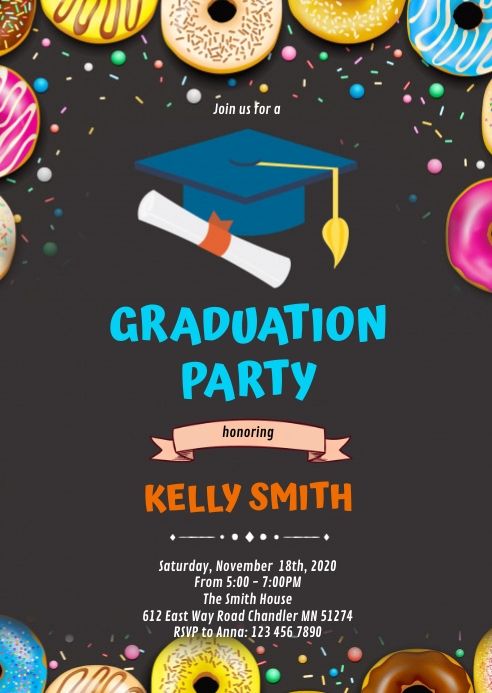 Join us for a
GRADUATION
PARTY
honoring
KELLY SMITH
Saturday, November 18th, 2020
From 5:00 - 7:00PM
The Smith House
612 East Way Road Chandler MN 51274
RSVP to Anna: 123 456 7890